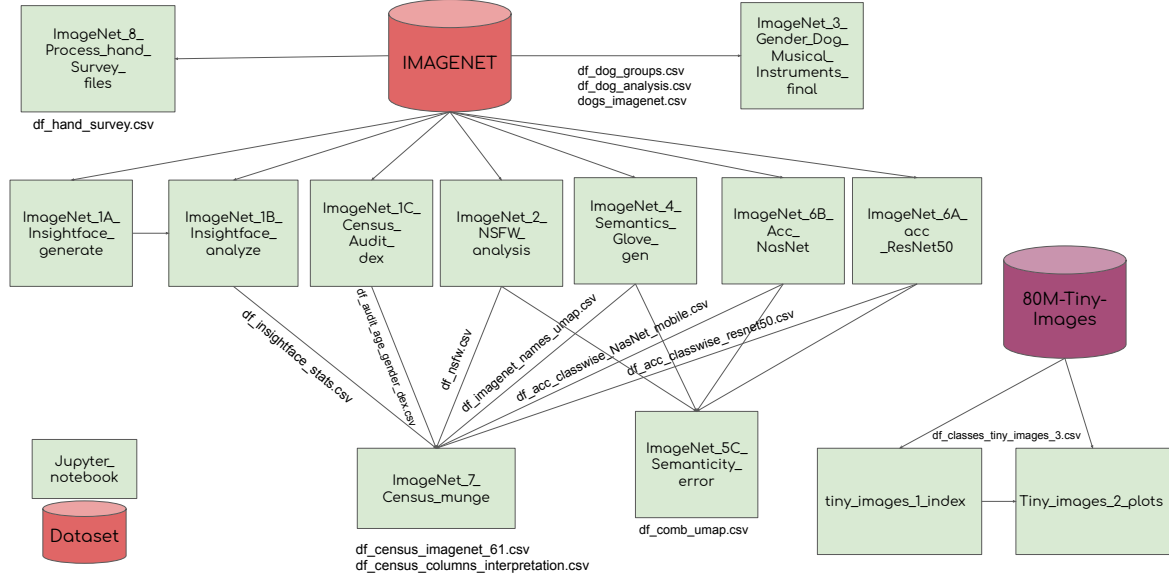 ImageNet_8_
Process_hand_
Survey_
files
df_hand_survey.csv
IMAGENET
df_dog_groups.csv
df_dog_analysis.csv
dogs_imagenet.csv
ImageNet_3_
Gender_Dog_
Musical_
Instruments_
final
ImageNet_1A_
Insightface_
generate
ImageNet_1B_
Insightface_
analyze
ImageNet_1C_
Census_
Audit_
dex
ImageNet_2_
NSFW_
analysis
ImageNet_4_
Semantics_
Glove_
gen
ImageNet_6B_
Acc_
NasNet
ImageNet_6A_
acc
_ResNet50
80M-Tiny-
Images
df_insightface_stats.csv
df_audit_age_gender_dex.csv
df_nsfw.csv
df_imagenet_names_umap.csv
df_acc_classwise_NasNet_mobile.csv
df_acc_classwise_resnet50.csv
df_classes_tiny_images_3.csv
Jupyter_
notebook
Dataset
ImageNet_7_
Census_munge
df_census_imagenet_61.csv
df_census_columns_interpretation.csv
ImageNet_5C_
Semanticity_
error
df_comb_umap.csv
tiny_images_1_index
Tiny_images_2_plots